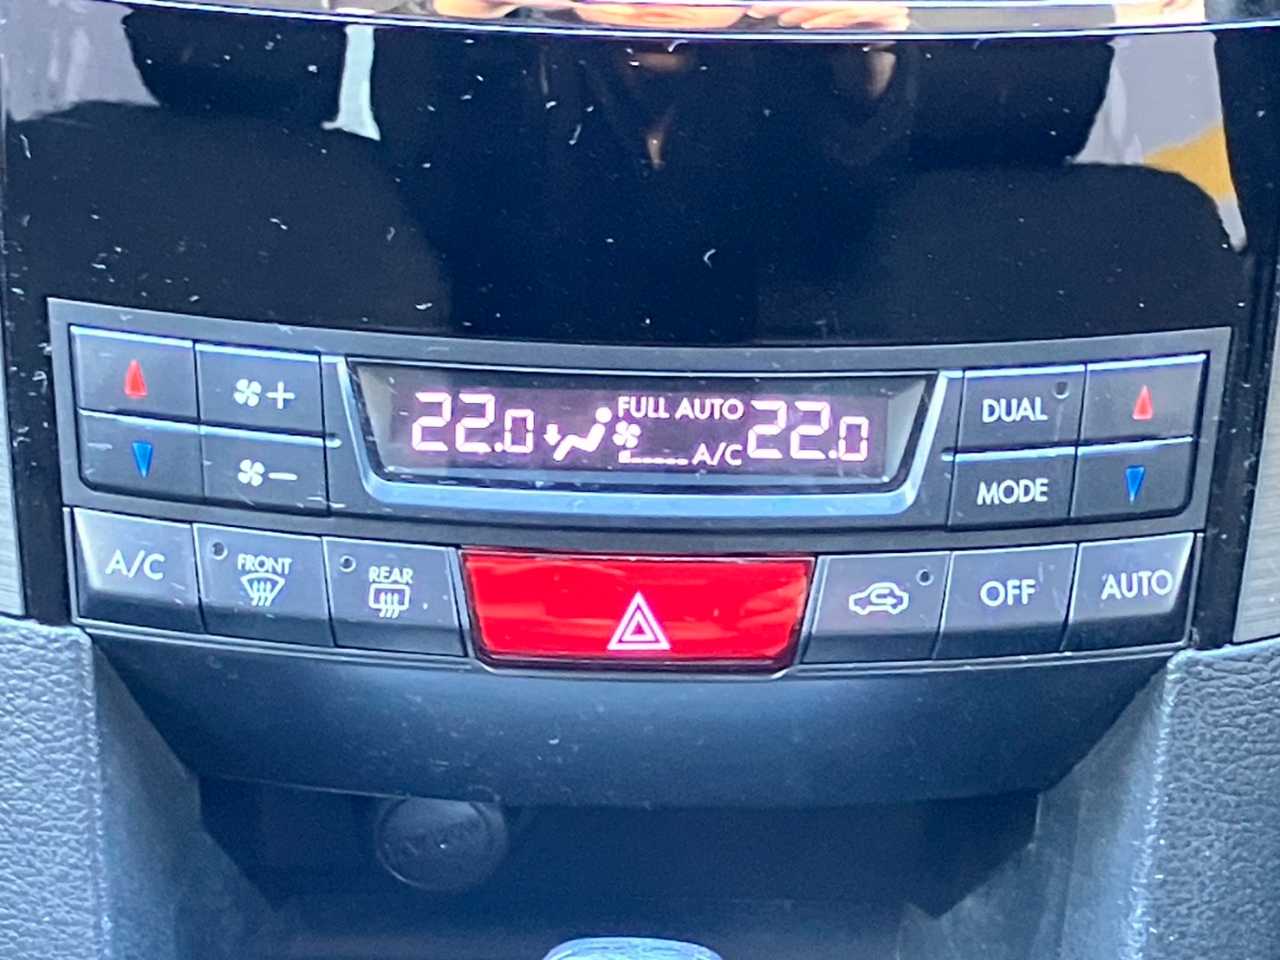 22.0 FULL AUTO 22.0
A/C
DUAL
MODE
A/C
FRONT
REAR
OFF
AUTO